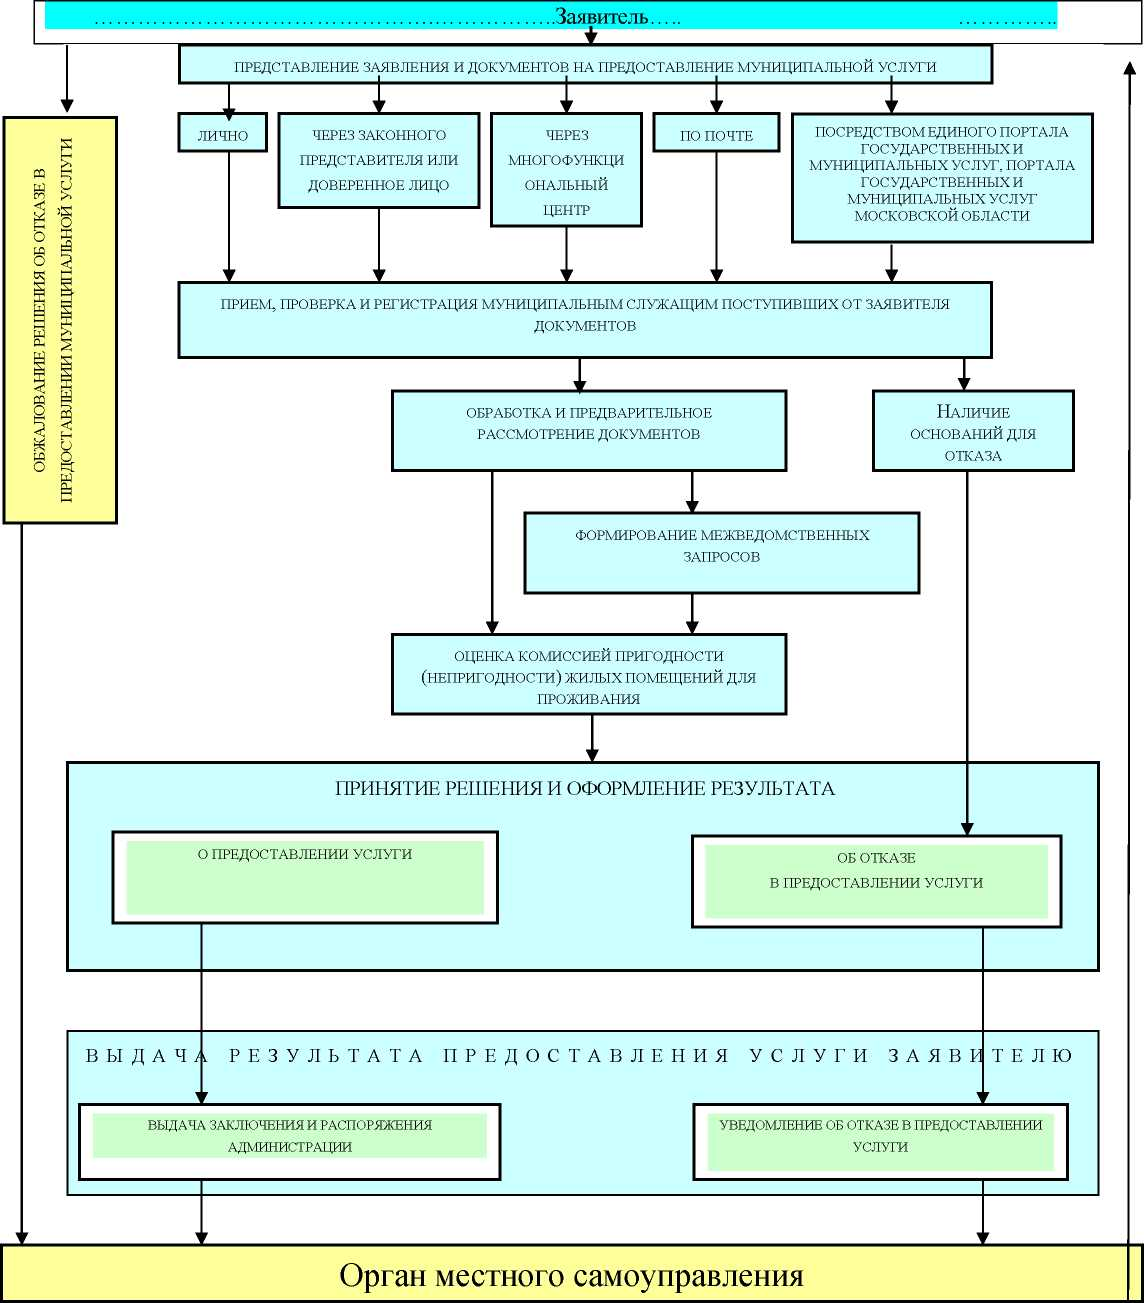 ……………………………………….………………..Заявитель….. ………….
ПРЕДСТАВЛЕНИЕ ЗАЯВЛЕНИЯ И ДОКУМЕНТОВ НА ПРЕДОСТАВЛЕНИЕ МУНИЦИПАЛЬНОЙ УСЛУГИ
ЛИЧНО
ЧЕРЕЗ ЗАКОННОГО
ПРЕДСТАВИТЕЛЯ ИЛИ
ДОВЕРЕННОЕ ЛИЦО
ЧЕРЕЗ
МНОГОФУНКЦИ
ОНАЛЬНЫЙ
ЦЕНТР
ПО ПОЧТЕ
ПОСРЕДСТВОМ ЕДИНОГО ПОРТАЛА
ГОСУДАРСТВЕННЫХ И
МУНИЦИПАЛЬНЫХ УСЛУГ, ПОРТАЛА
ГОСУДАРСТВЕННЫХ И
МУНИЦИПАЛЬНЫХ УСЛУГ
МОСКОВСКОЙ ОБЛАСТИ
ОБЖАЛОВАНИЕ РЕШЕНИЯ ОБ ОТКАЗЕ В
ПРЕДОСТАВЛЕНИИ МУНИЦИПАЛЬНОЙ УСЛУГИ
ПРИЕМ, ПРОВЕРКА И РЕГИСТРАЦИЯ МУНИЦИПАЛЬНЫМ СЛУЖАЩИМ ПОСТУПИВШИХ ОТ ЗАЯВИТЕЛЯ
ДОКУМЕНТОВ
ОБРАБОТКА И ПРЕДВАРИТЕЛЬНОЕ
РАССМОТРЕНИЕ ДОКУМЕНТОВ
НАЛИЧИЕ
ОСНОВАНИЙ ДЛЯ
ОТКАЗА
ФОРМИРОВАНИЕ МЕЖВЕДОМСТВЕННЫХ
ЗАПРОСОВ
ОЦЕНКА КОМИССИЕЙ ПРИГОДНОСТИ
(НЕПРИГОДНОСТИ) ЖИЛЫХ ПОМЕЩЕНИЙ ДЛЯ
ПРОЖИВАНИЯ
ПРИНЯТИЕ РЕШЕНИЯ И ОФОРМЛЕНИЕ РЕЗУЛЬТАТА
О ПРЕДОСТАВЛЕНИИ УСЛУГИ
ОБ ОТКАЗЕ
В ПРЕДОСТАВЛЕНИИ УСЛУГИ
ВЫДАЧА РЕЗУЛЬТАТА ПРЕДОСТАВЛЕНИЯ УСЛУГИ ЗАЯВИТЕЛЮ
ВЫДАЧА ЗАКЛЮЧЕНИЯ И РАСПОРЯЖЕНИЯ
АДМИНИСТРАЦИИ
УВЕДОМЛЕНИЕ ОБ ОТКАЗЕ В ПРЕДОСТАВЛЕНИИ
УСЛУГИ
Орган местного самоуправления